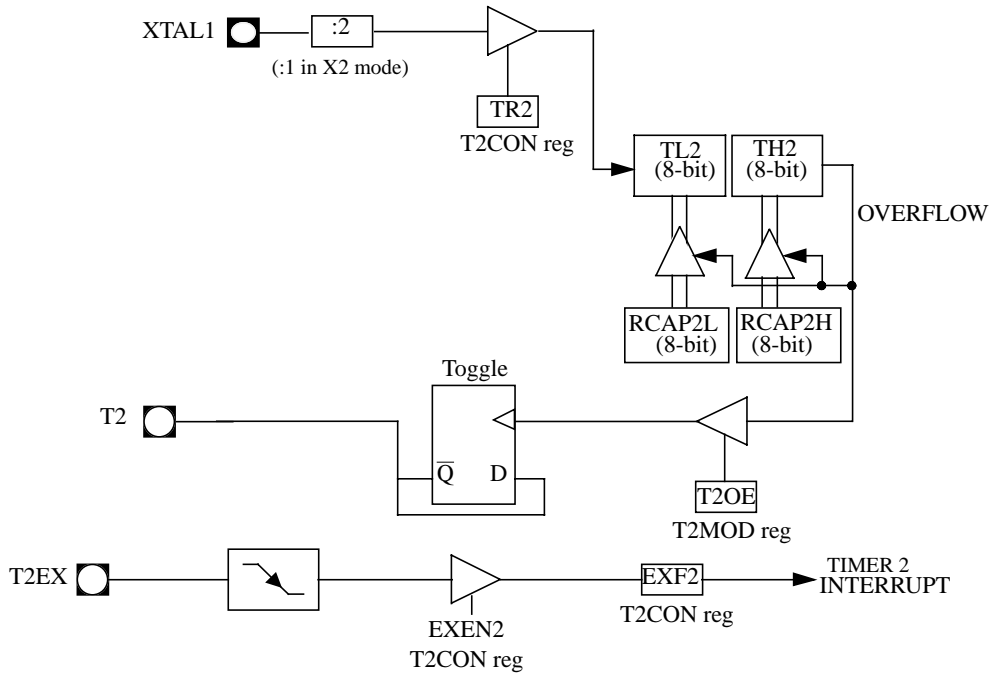 XTAL1
:2
(:1 in X2 mode)
TR2
T2CON reg
TL2
(8-bit)
TH2
(8-bit)
OVERFLOW
RCAP2L
(8-bit)
RCAP2H
(8-bit)
Toggle
T2
Q̅ D
T2OE
T2MOD reg
T2EX
EXEN2
T2CON reg
EXF2
T2CON reg
TIMER 2
INTERRUPT